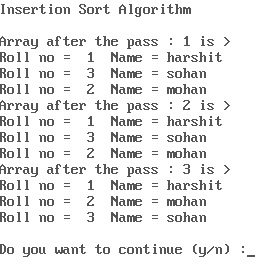 Insertion Sort Algorithm
Array after the pass : 1 is >
Roll no =  1  Name = harshit
Roll no =  3  Name = sohan
Roll no =  2  Name = mohan
Array after the pass : 2 is >
Roll no =  1  Name = harshit
Roll no =  3  Name = sohan
Roll no =  2  Name = mohan
Array after the pass : 3 is >
Roll no =  1  Name = harshit
Roll no =  2  Name = mohan
Roll no =  3  Name = sohan
Do you want to continue (y/n) :_